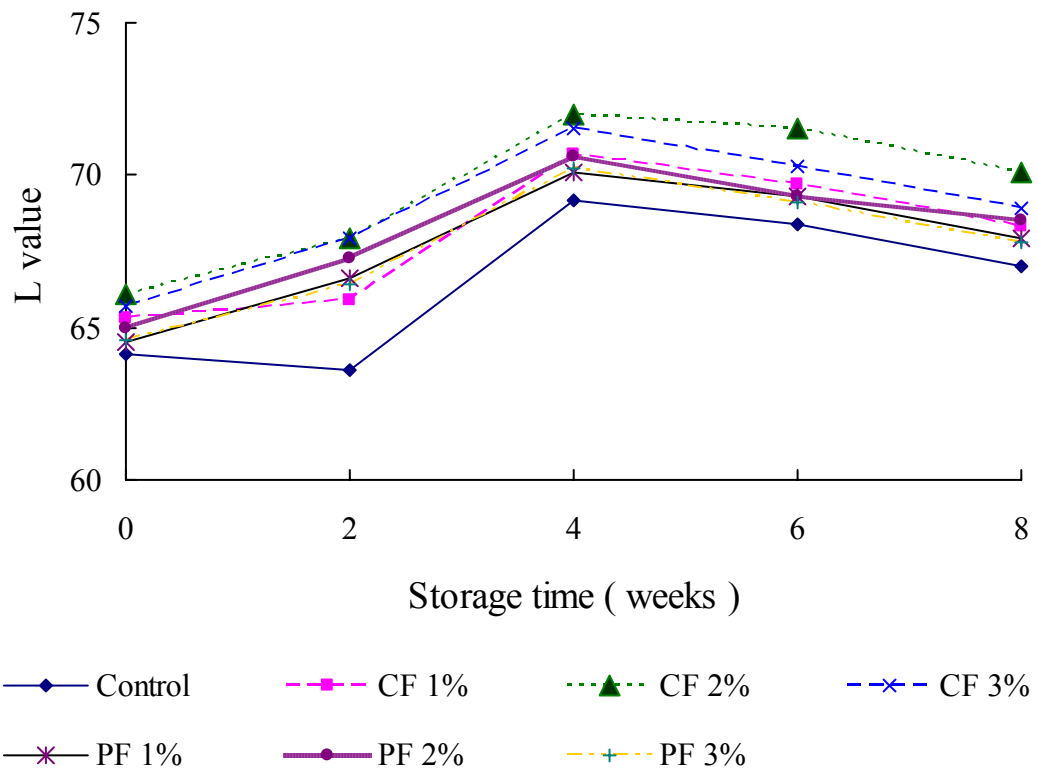 75
70
65
60
L value
0 2 4 6 8
Storage time ( weeks )
Control CF 1% CF 2% CF 3%
PF 1% PF 2% PF 3%